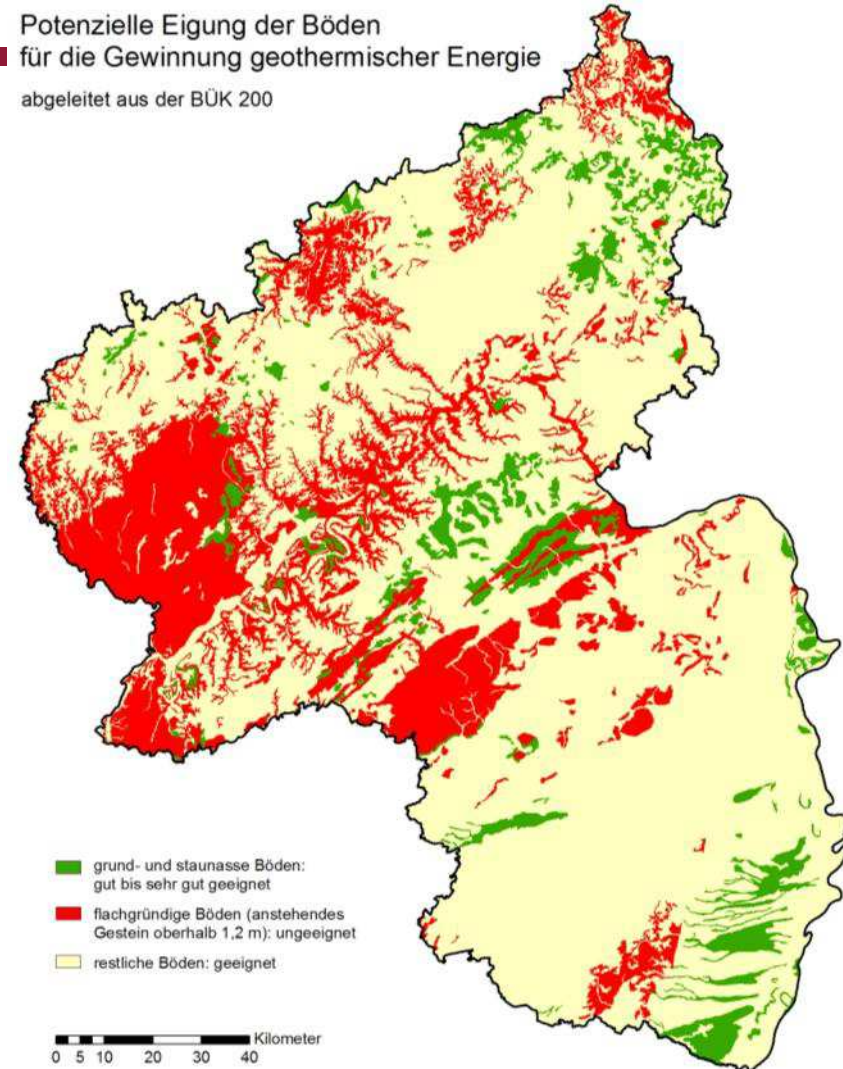 Potenzielle Eigung der Böden
für die Gewinnung geothermischer Energie
abgeleitet aus der BÜK 200
grund- und staunasse Böden:
gut bis sehr gut geeignet
flachgründige Böden (anstehendes
Gestein oberhalb 1,2 m): ungeeignet
restliche Böden: geeignet
Kilometer
0 5 10 20 30 40